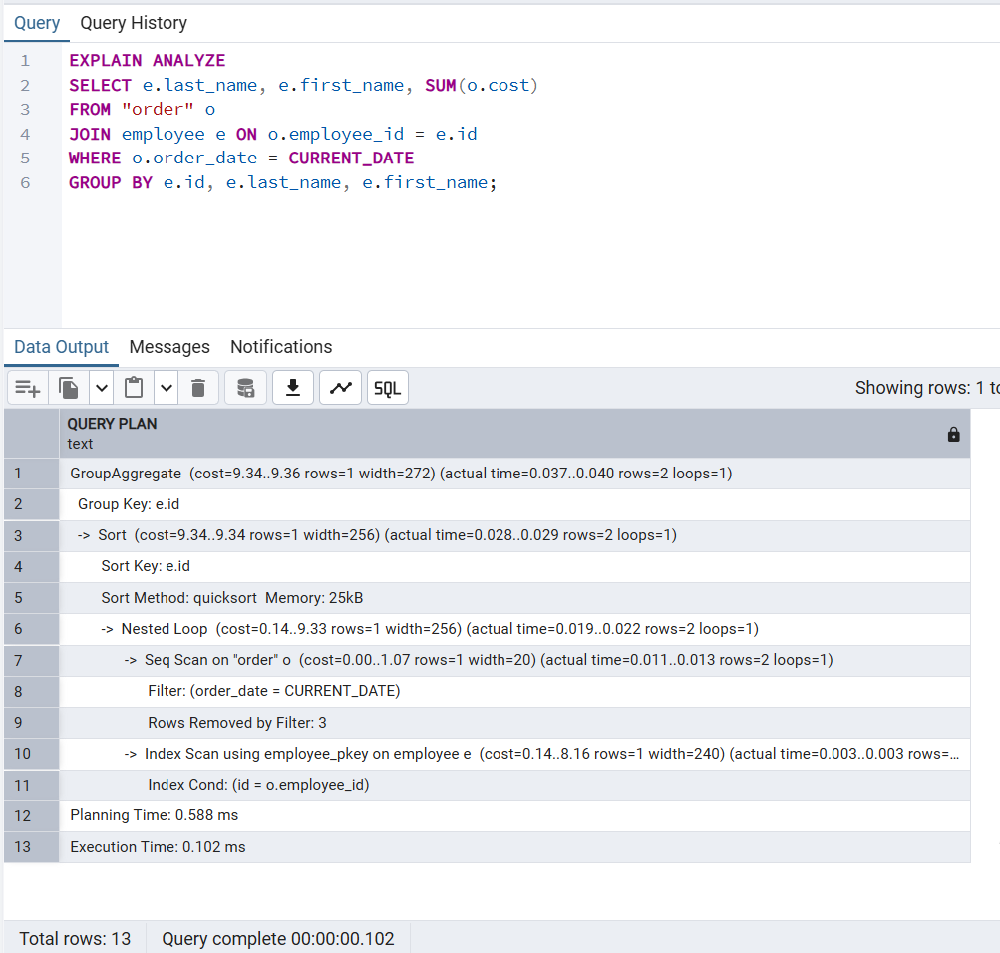 Query Query History
1 EXPLAIN ANALYZE
2 SELECT e.last_name, e.first_name, SUM(o.cost)
3 FROM "order" o
4 JOIN employee e ON o.employee_id = e.id
5 WHERE o.order_date = CURRENT_DATE
6 GROUP BY e.id, e.last_name, e.first_name;
Data Output Messages Notifications
SQL Showing rows: 1 to
QUERY PLAN
text
1 GroupAggregate (cost=9.34..9.36 rows=1 width=272) (actual time=0.037..0.040 rows=2 loops=1)
2 Group Key: e.id
3 -> Sort (cost=9.34..9.34 rows=1 width=256) (actual time=0.028..0.029 rows=2 loops=1)
4 Sort Key: e.id
5 Sort Method: quicksort Memory: 25kB
6 -> Nested Loop (cost=0.14..9.33 rows=1 width=256) (actual time=0.019..0.022 rows=2 loops=1)
7 -> Seq Scan on "order" o (cost=0.00..1.07 rows=1 width=20) (actual time=0.011..0.013 rows=2 loops=1)
8 Filter: (order_date = CURRENT_DATE)
9 Rows Removed by Filter: 3
10 -> Index Scan using employee_pkey on employee e (cost=0.14..8.16 rows=1 width=240) (actual time=0.003..0.003 rows=...
11 Index Cond: (id = o.employee_id)
12 Planning Time: 0.588 ms
13 Execution Time: 0.102 ms
Total rows: 13 Query complete 00:00:00.102